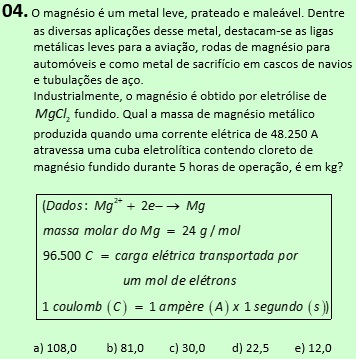 04. O magnésio é um metal leve, prateado e maleável. Dentre
as diversas aplicações desse metal, destacam-se as ligas
metálicas leves para a aviação, rodas de magnésio para
automóveis e como metal de sacrifício em cascos de navios
e tubulações de aço.
Industrialmente, o magnésio é obtido por eletrólise de
MgCl₂ fundido. Qual a massa de magnésio metálico
produzida quando uma corrente elétrica de 48.250 A
atravessa uma cuba eletrolítica contendo cloreto de
magnésio fundido durante 5 horas de operação, é em kg?
(Dados: Mg²⁺ + 2e– → Mg
massa molar do Mg = 24 g / mol
96.500 C = carga elétrica transportada por
um mol de elétrons
1 coulomb (C) = 1 ampère (A) x 1 segundo (s))
a) 108,0 b) 81,0 c) 30,0 d) 22,5 e) 12,0